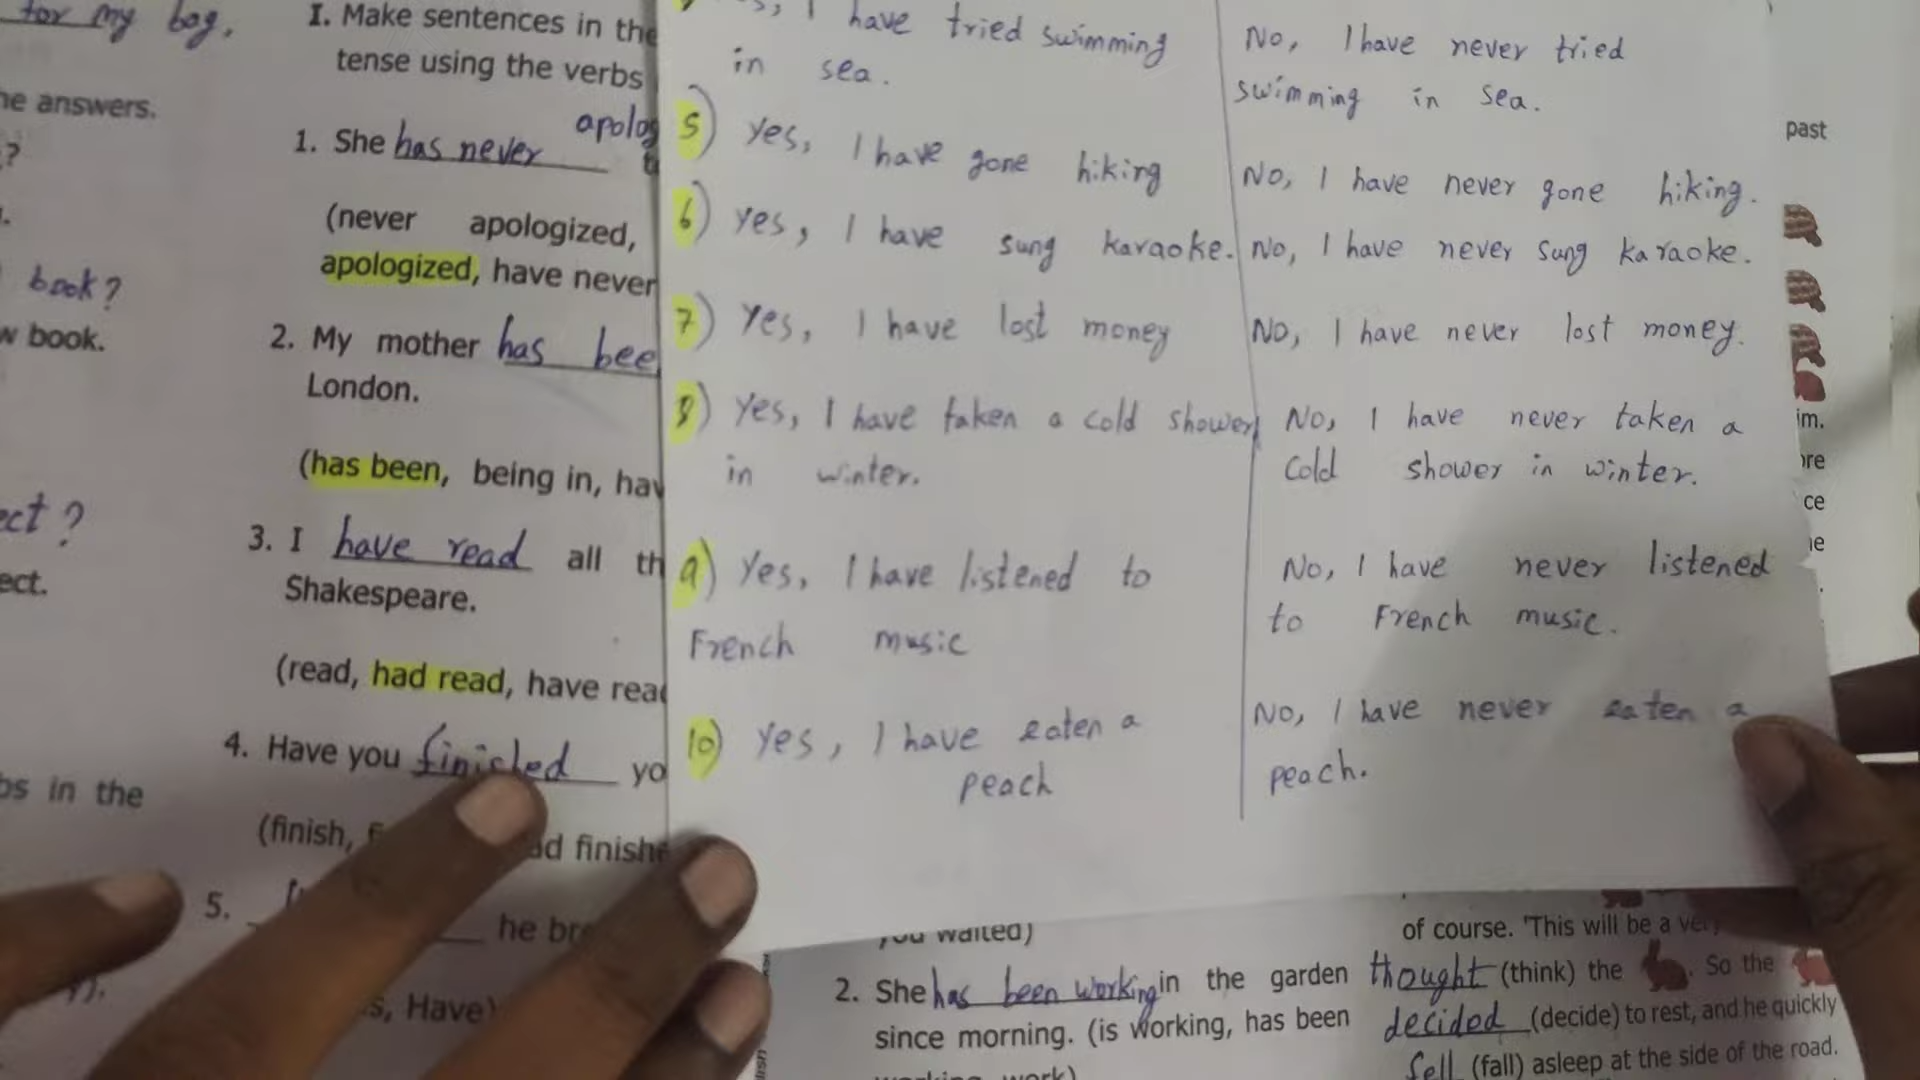 for my bag.
he answers.
?
book?
w book.
ect?
ect.
bs in the
I. Make sentences in the
tense using the verbs
apolog
1. She has never
(never apologized,
apologized, have never
2. My mother has bee
London.
(has been, being in, hav
3. I have read all th
Shakespeare.
(read, had read, have read
4. Have you finished yo
(finish, ad finishe
5. he bro
s, Have)
have tried swimming
in sea.
5) Yes, I have gone hiking
6) Yes, I have sung karaoke.
7) Yes, I have lost money
8) Yes, I have taken a cold shower
in winter.
9) Yes, I have listened to
French music
10) Yes, I have eaten a
peach
No, I have never tried
swimming in sea.
No, I have never gone hiking.
No, I have never sung karaoke.
No, I have never lost money.
No, I have never taken a
cold shower in winter.
No, I have never listened
to French music.
No, I have never eaten a
peach.
past
im.
ore
ce
you waited)
2. She has been working in the garden
since morning. (is working, has been
working, work)
of course. 'This will be a very
thought (think) the . So the
decided (decide) to rest, and he quickly
fell (fall) asleep at the side of the road.